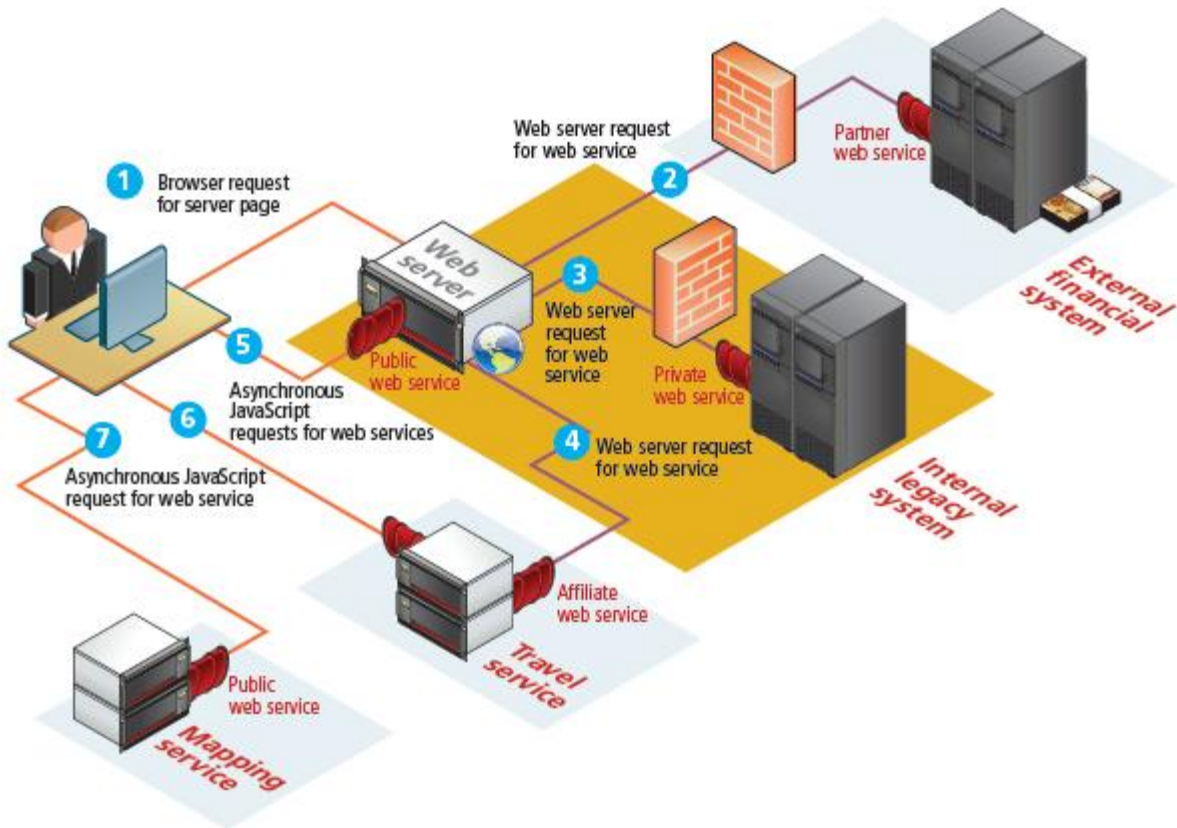 Web server request
for web service
2
Partner
web service
External
financial
system
1
Browser request
for server page
Web
server
3
Web server
request
for web
service
Private
web service
Internal
legacy
system
5
Asynchronous
JavaScript
requests for web services
Public
web service
4
Web server request
for web service
6
7
Asynchronous JavaScript
request for web service
Affiliate
web service
Travel
service
Public
web service
Mapping
service